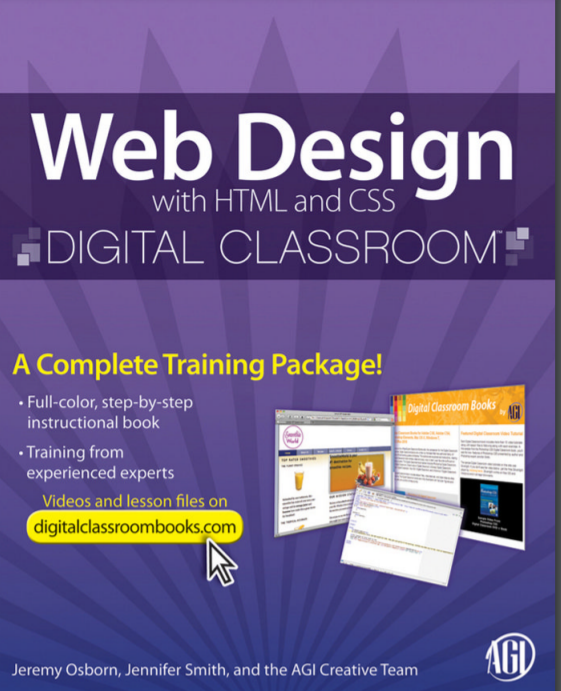 Web Design
with HTML and CSS
DIGITAL CLASSROOM™
A Complete Training Package!
• Full-color, step-by-step
instructional book
• Training from
experienced experts
Videos and lesson files on
digitalclassroombooks.com
Digital Classroom Books
by AGI
Jeremy Osborn, Jennifer Smith, and the AGI Creative Team
AGI